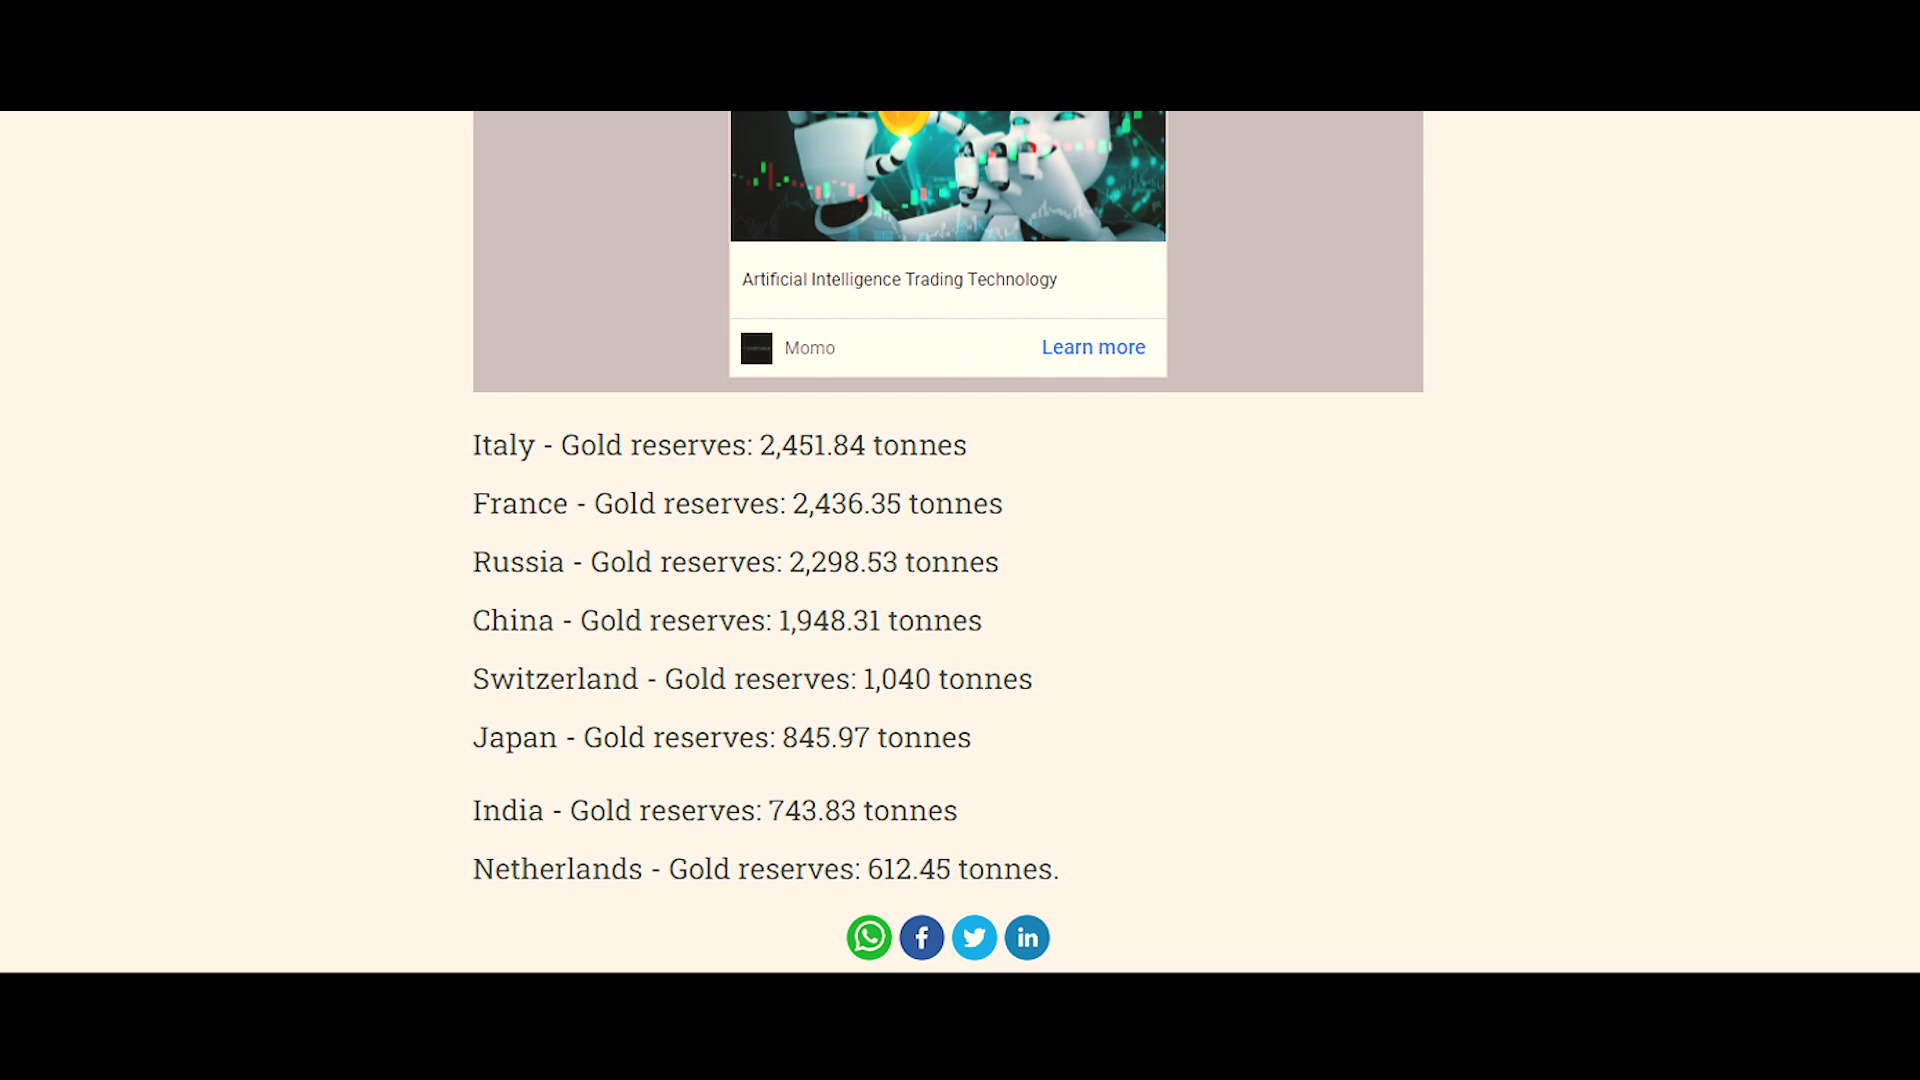 Artificial Intelligence Trading Technology
Momo
Learn more
Italy - Gold reserves: 2,451.84 tonnes
France - Gold reserves: 2,436.35 tonnes
Russia - Gold reserves: 2,298.53 tonnes
China - Gold reserves: 1,948.31 tonnes
Switzerland - Gold reserves: 1,040 tonnes
Japan - Gold reserves: 845.97 tonnes
India - Gold reserves: 743.83 tonnes
Netherlands - Gold reserves: 612.45 tonnes.